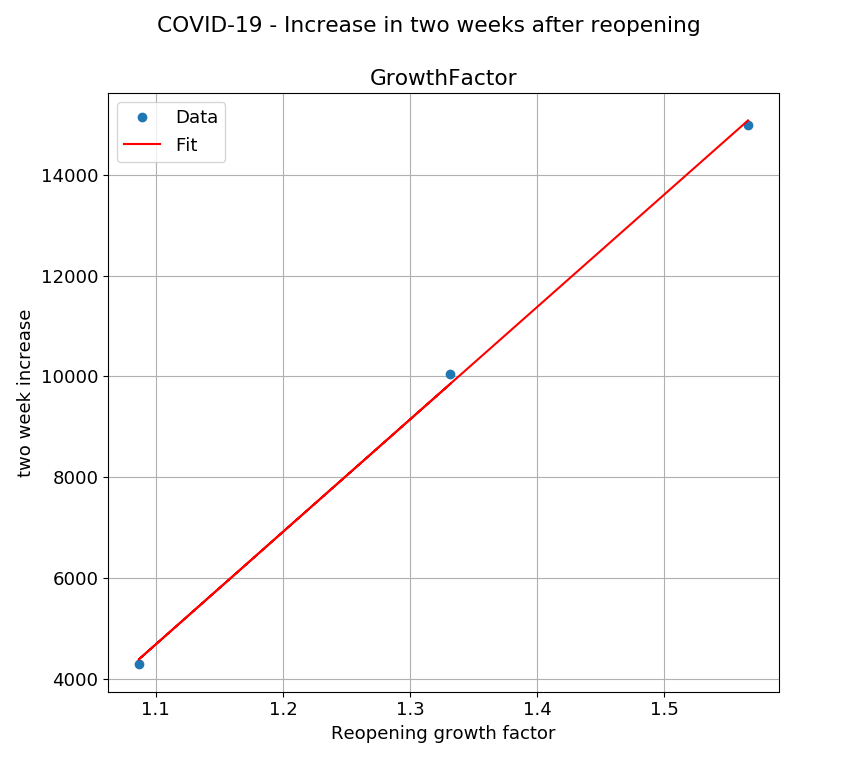 COVID-19 - Increase in two weeks after reopening
GrowthFactor
Data
Fit
14000
12000
10000
8000
6000
4000
two week increase
1.1 1.2 1.3 1.4 1.5
Reopening growth factor